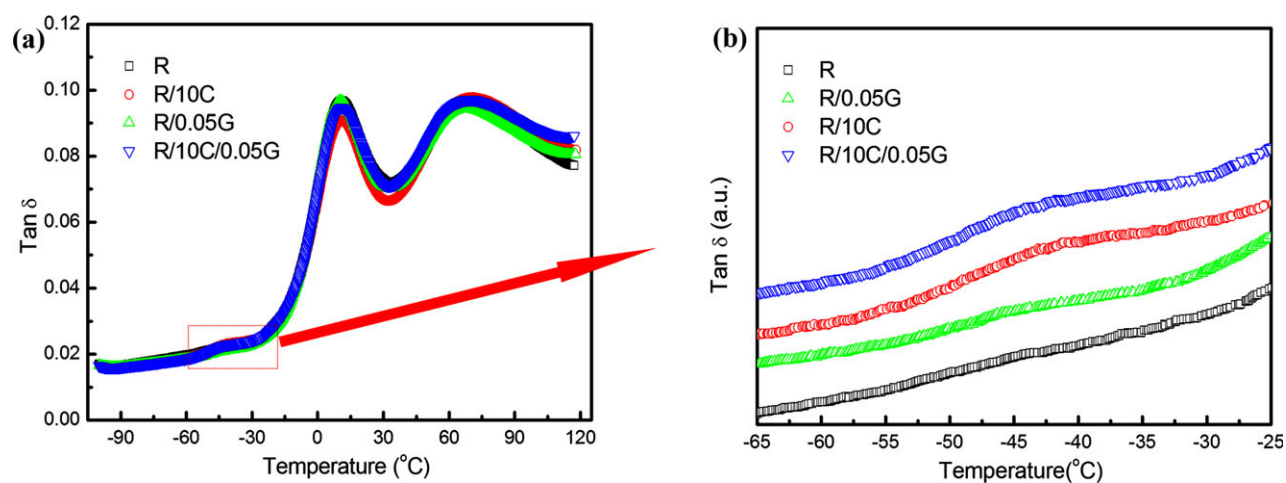 (a)
0.12
0.10
0.08
0.06
0.04
0.02
0.00
Tan δ
R
R/10C
R/0.05G
R/10C/0.05G
-90 -60 -30 0 30 60 90 120
Temperature (°C)
(b)
Tan δ (a.u.)
R
R/0.05G
R/10C
R/10C/0.05G
-65 -60 -55 -50 -45 -40 -35 -30 -25
Temperature(°C)